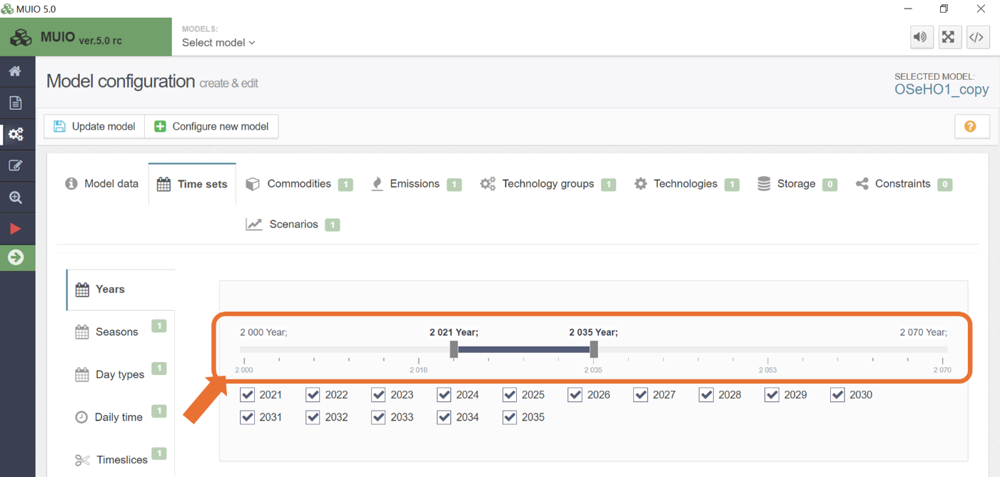 MUIO 5.0
MUIO ver.5.0 rc
MODELS:
Select model
Model configuration create & edit
SELECTED MODEL:
OSeHO1_copy
Update model
Configure new model
Model data
Time sets
Commodities 1
Emissions 1
Technology groups 1
Technologies 1
Storage 0
Constraints 0
Scenarios 1
Years
Seasons 1
Day types 1
Daily time 1
Timeslices 1
2 000 Year; 2 021 Year; 2 035 Year; 2 070 Year;
2 000 2 018 2 035 2 053 2 070
2021 2022 2023 2024 2025 2026 2027 2028 2029 2030
2031 2032 2033 2034 2035